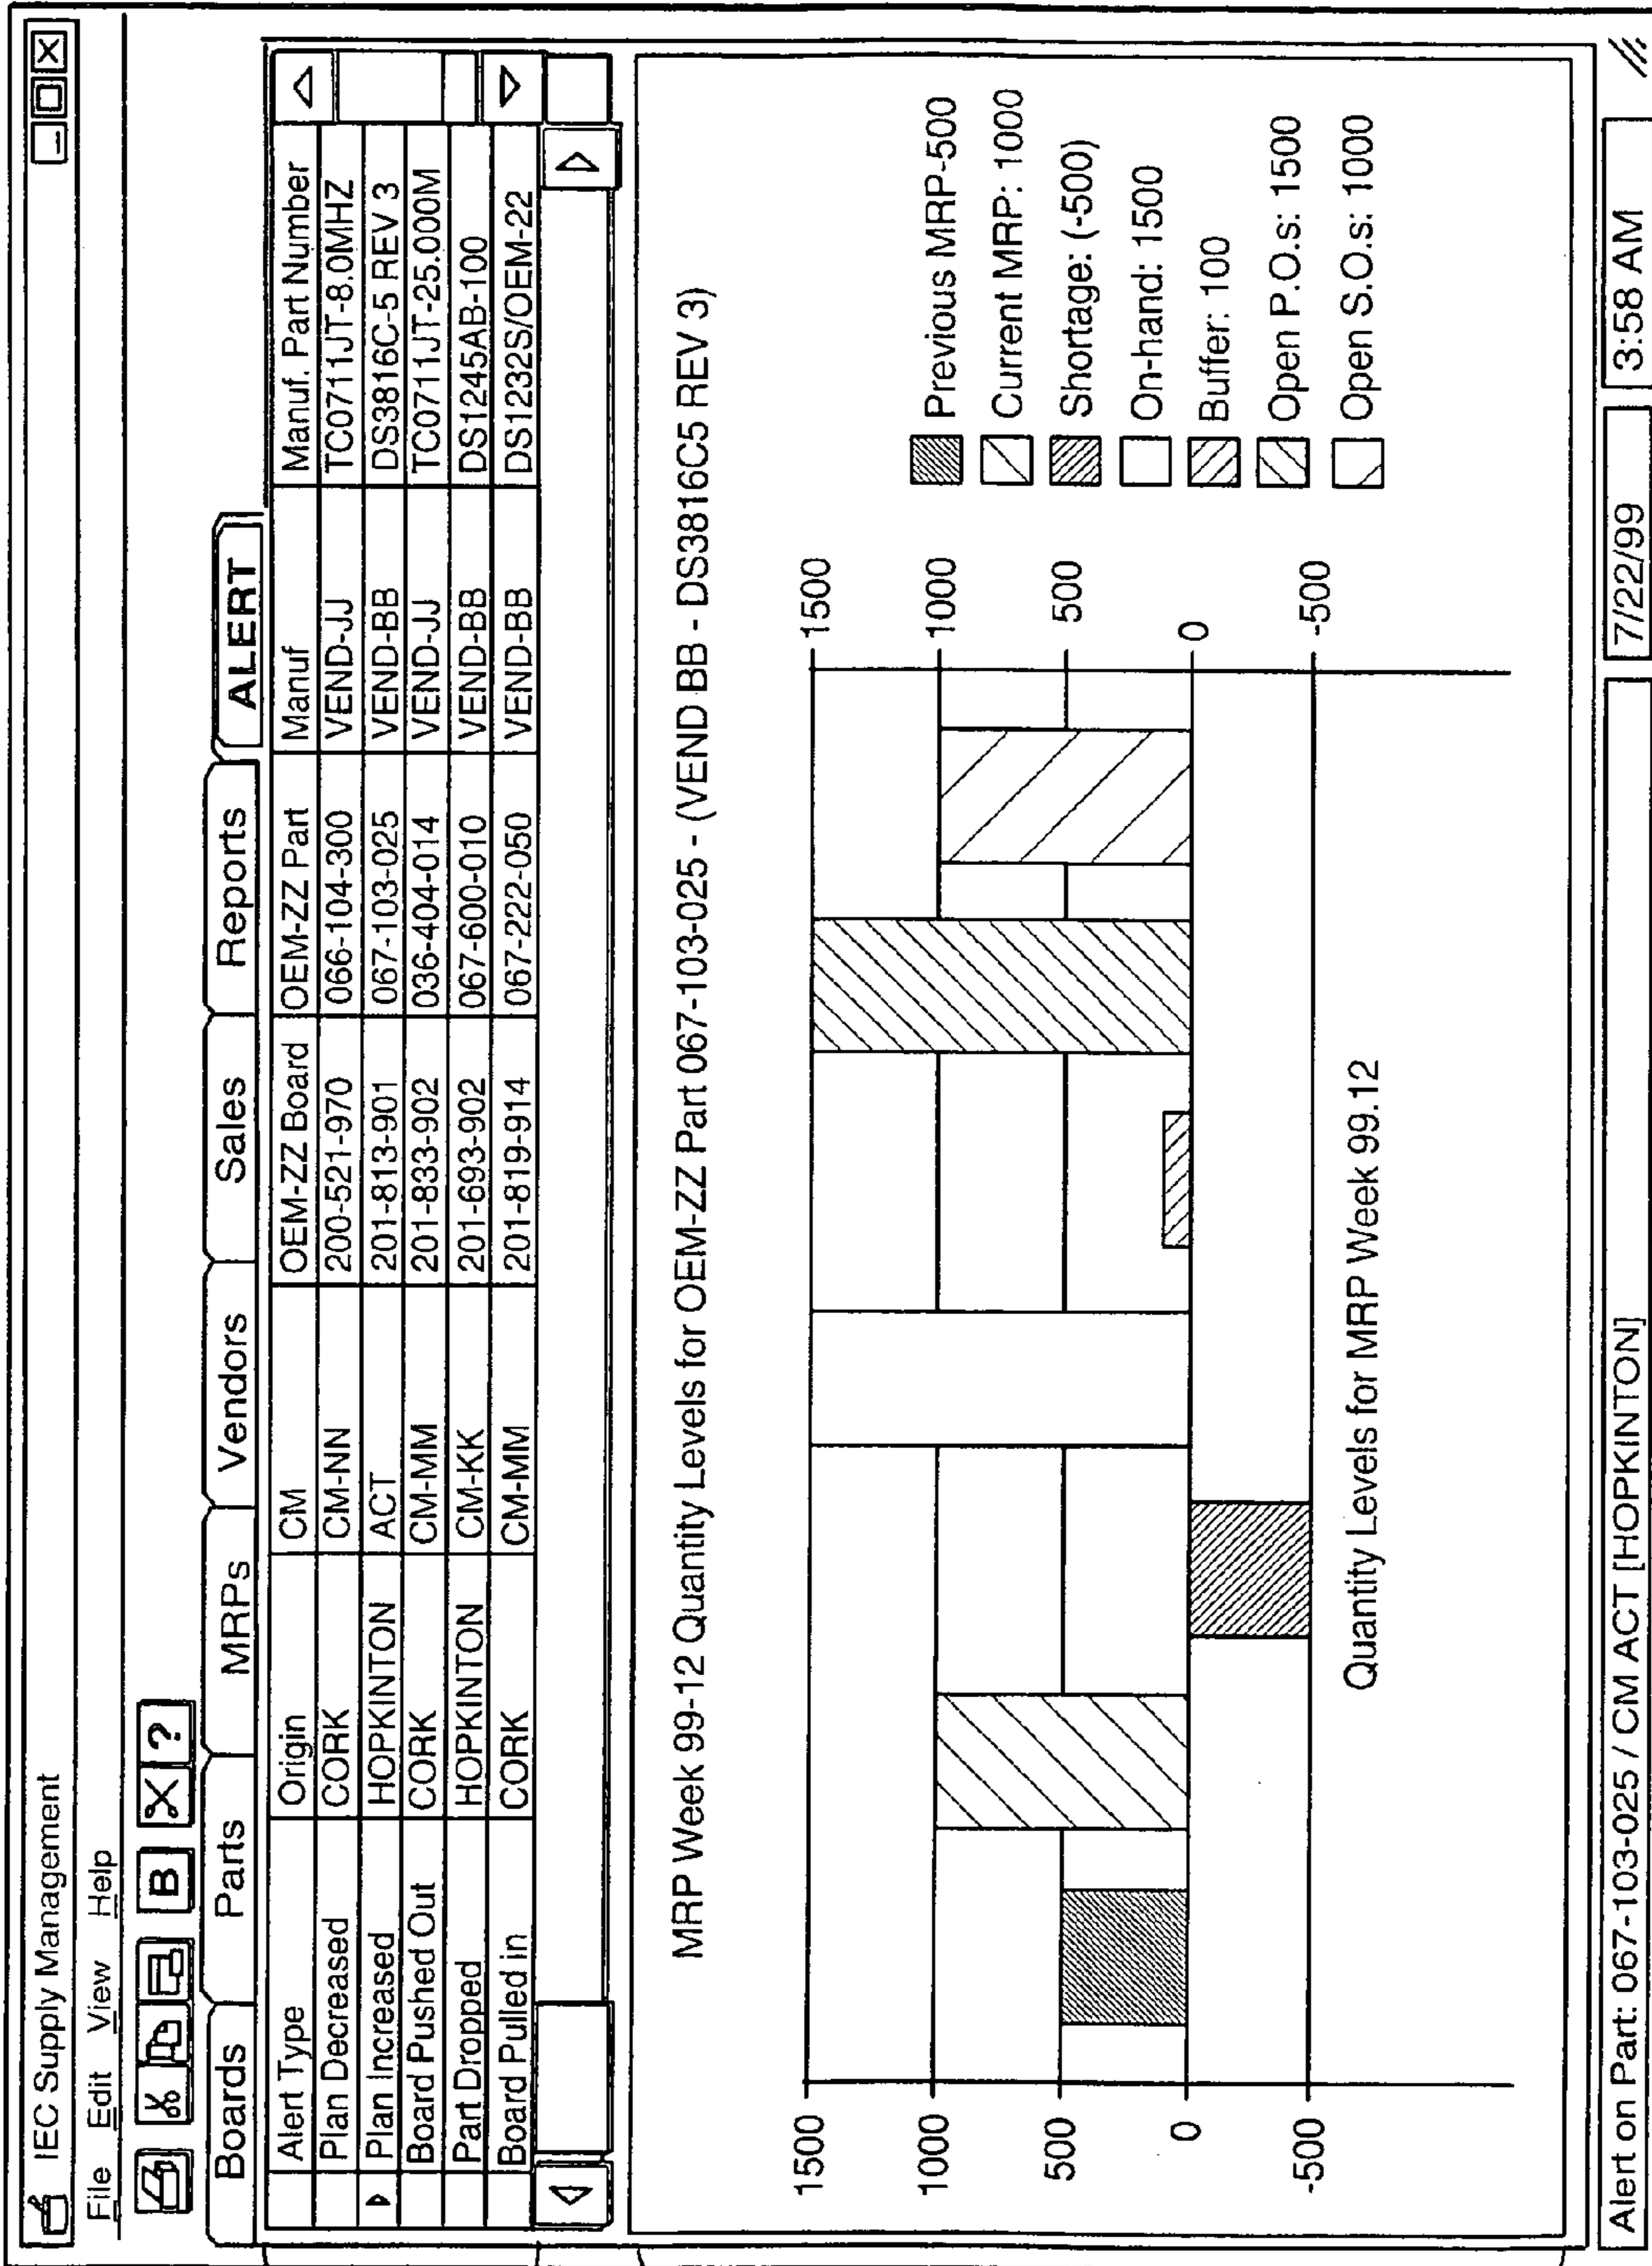 IEC Supply Management
File Edit View Help
B ?
Boards Parts MRPs Vendors Sales Reports ALERT
Alert Type Origin CM OEM-ZZ Board OEM-ZZ Part Manuf Manuf. Part Number
Plan Decreased CORK CM-NN 200-521-970 066-104-300 VEND-JJ TC0711JT-8.0MHZ
Plan Increased HOPKINTON ACT 201-813-901 067-103-025 VEND-BB DS3816C-5 REV 3
Board Pushed Out CORK CM-MM 201-833-902 036-404-014 VEND-JJ TC0711JT-25.000M
Part Dropped HOPKINTON CM-KK 201-693-902 067-600-010 VEND-BB DS1245AB-100
Board Pulled in CORK CM-MM 201-819-914 067-222-050 VEND-BB DS1232S/OEM-22
MRP Week 99-12 Quantity Levels for OEM-ZZ Part 067-103-025 - (VEND BB - DS3816C5 REV 3)
1500 1500
1000 1000
500 500
0 0
-500 -500
Quantity Levels for MRP Week 99.12
Previous MRP-500
Current MRP: 1000
Shortage: (-500)
On-hand: 1500
Buffer: 100
Open P.O.s: 1500
Open S.O.s: 1000
Alert on Part: 067-103-025 / CM ACT [HOPKINTON] 7/22/99 3:58 AM